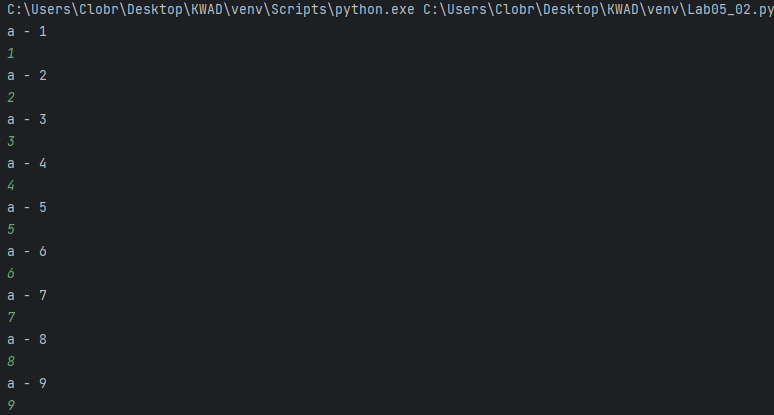 C:\Users\Clobr\Desktop\KWAD\venv\Scripts\python.exe C:\Users\Clobr\Desktop\KWAD\venv\Lab05_02.py
a - 1
1
a - 2
2
a - 3
3
a - 4
4
a - 5
5
a - 6
6
a - 7
7
a - 8
8
a - 9
9